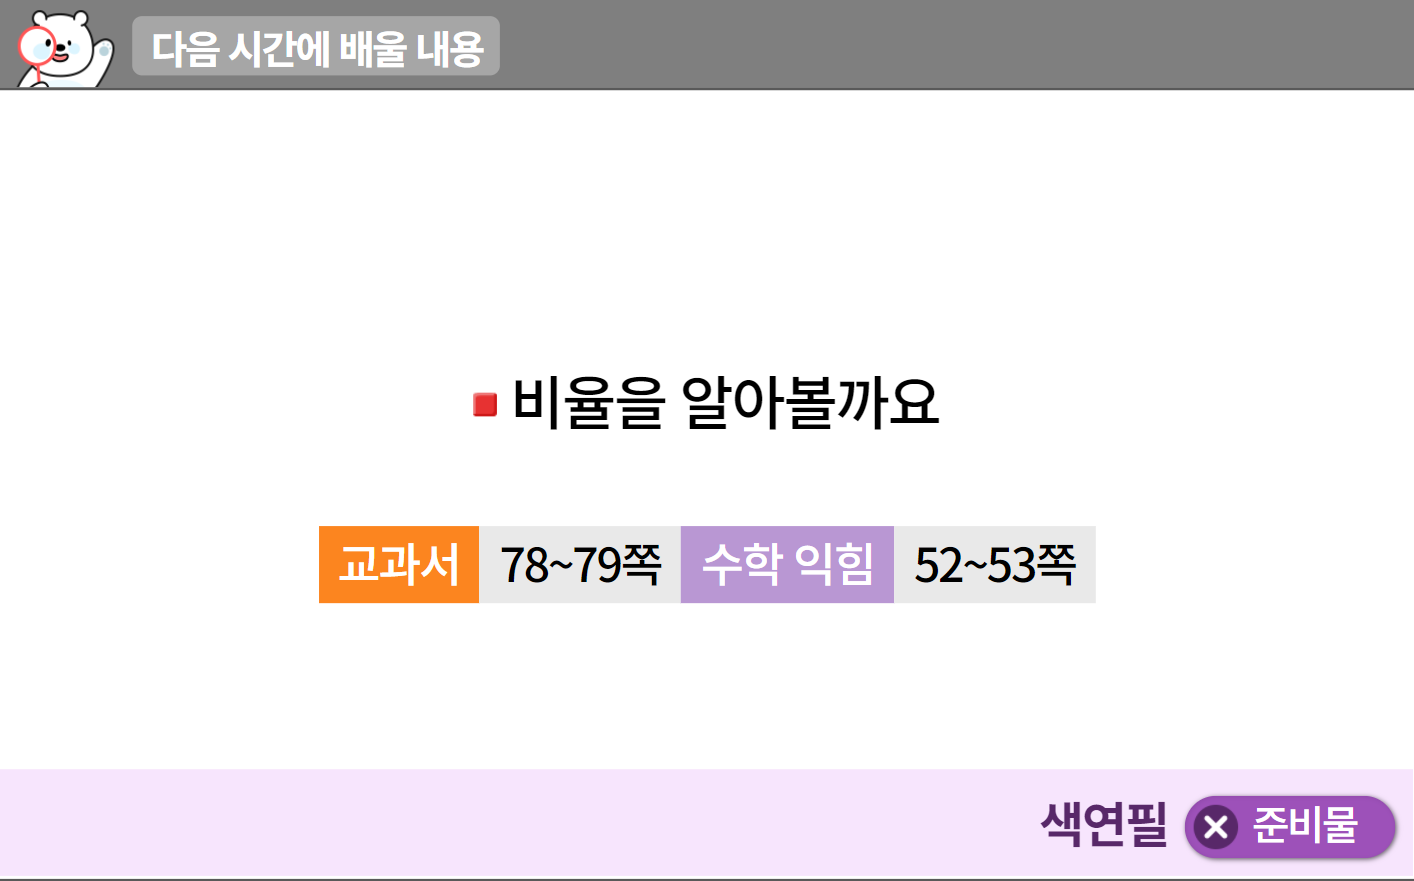 다음 시간에 배울 내용
비율을 알아볼까요
교과서 78~79쪽 수학 익힘 52~53쪽
색연필 준비물